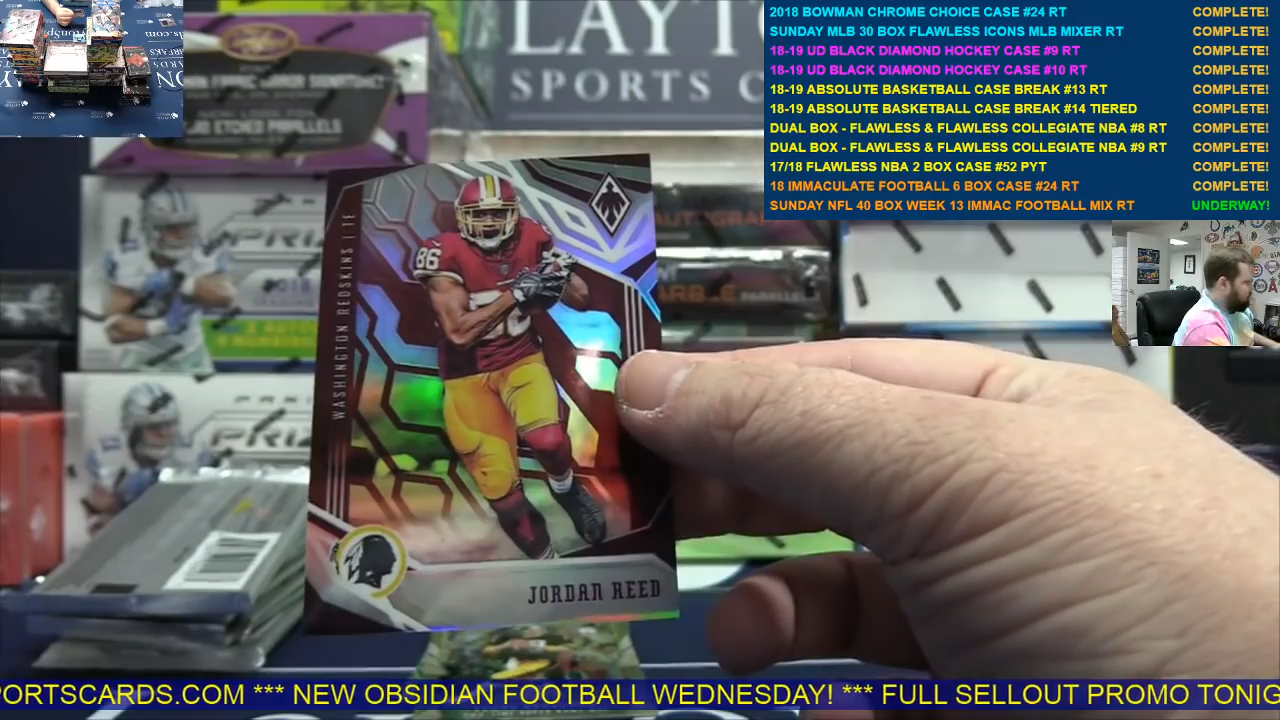 2018 BOWMAN CHROME CHOICE CASE #24 RT COMPLETE!
SUNDAY MLB 30 BOX FLAWLESS ICONS MLB MIXER RT COMPLETE!
18-19 UD BLACK DIAMOND HOCKEY CASE #9 RT COMPLETE!
18-19 UD BLACK DIAMOND HOCKEY CASE #10 RT COMPLETE!
18-19 ABSOLUTE BASKETBALL CASE BREAK #13 RT COMPLETE!
18-19 ABSOLUTE BASKETBALL CASE BREAK #14 TIERED COMPLETE!
DUAL BOX - FLAWLESS & FLAWLESS COLLEGIATE NBA #8 RT COMPLETE!
DUAL BOX - FLAWLESS & FLAWLESS COLLEGIATE NBA #9 RT COMPLETE!
17/18 FLAWLESS NBA 2 BOX CASE #52 PYT COMPLETE!
18 IMMACULATE FOOTBALL 6 BOX CASE #24 RT COMPLETE!
SUNDAY NFL 40 BOX WEEK 13 IMMAC FOOTBALL MIX RT UNDERWAY!
LAYT
SPORTS C
ETCHED PARALLELS
PRIZ
2018
PRIZ
WASHINGTON REDSKINS | TE
86
JORDAN REED
PORTSCARDS.COM *** NEW OBSIDIAN FOOTBALL WEDNESDAY! *** FULL SELLOUT PROMO TONIG